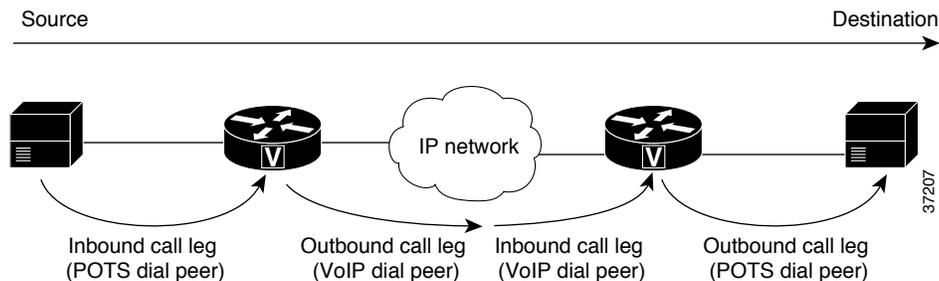 Source
Destination
IP network
V
V
37207
Inbound call leg
(POTS dial peer)
Outbound call leg
(VoIP dial peer)
Inbound call leg
(VoIP dial peer)
Outbound call leg
(POTS dial peer)